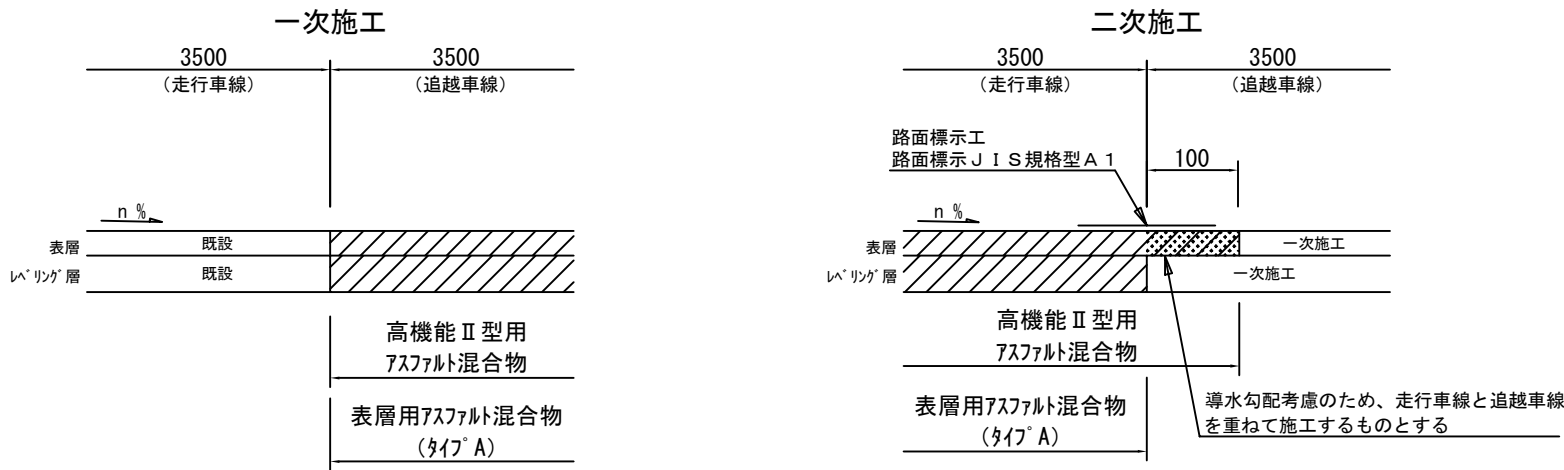 一次施工
3500
3500
（走行車線）
（追越車線）
n %
表層
既設
ﾚﾍﾞﾘﾝｸﾞ層
既設
高機能Ⅱ型用
ｱｽﾌｧﾙﾄ混合物
表層用ｱｽﾌｧﾙﾄ混合物
(ﾀｲﾌﾟA)
二次施工
3500
3500
（走行車線）
（追越車線）
路面標示工
路面標示ＪＩＳ規格型Ａ１
100
n %
表層
一次施工
ﾚﾍﾞﾘﾝｸﾞ層
一次施工
高機能Ⅱ型用
ｱｽﾌｧﾙﾄ混合物
表層用ｱｽﾌｧﾙﾄ混合物
(ﾀｲﾌﾟA)
導水勾配考慮のため、走行車線と追越車線
を重ねて施工するものとする